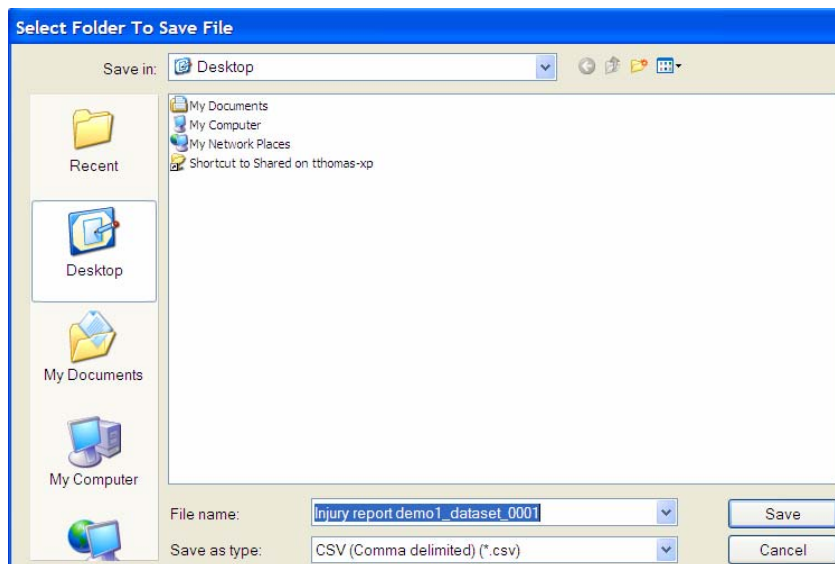 Select Folder To Save File
Save in: Desktop
My Documents
My Computer
My Network Places
Shortcut to Shared on tthomas-xp
Recent
Desktop
My Documents
My Computer
File name: Injury report demo1_dataset_0001 Save
Save as type: CSV (Comma delimited) (*.csv) Cancel